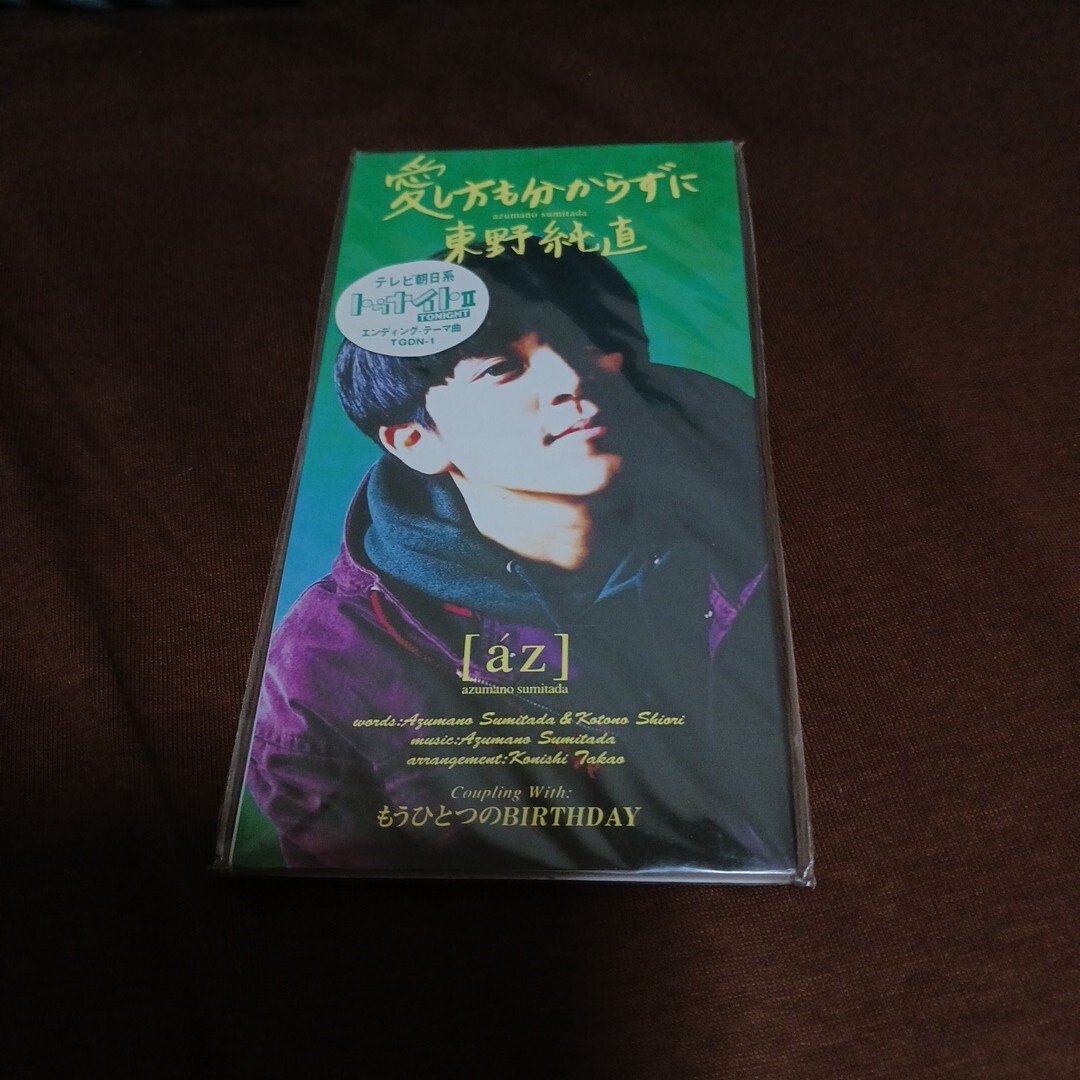 愛し方も分からずに
azumano sumitada
東野純直
テレビ朝日系
トゥナイトII
TONIGHT
エンディング・テーマ曲
TGDN-1
[áz]
azumano sumitada
words:Azumano Sumitada & Kotono Shiori
music:Azumano Sumitada
arrangement:Konishi Takao
Coupling With:
もうひとつのBIRTHDAY